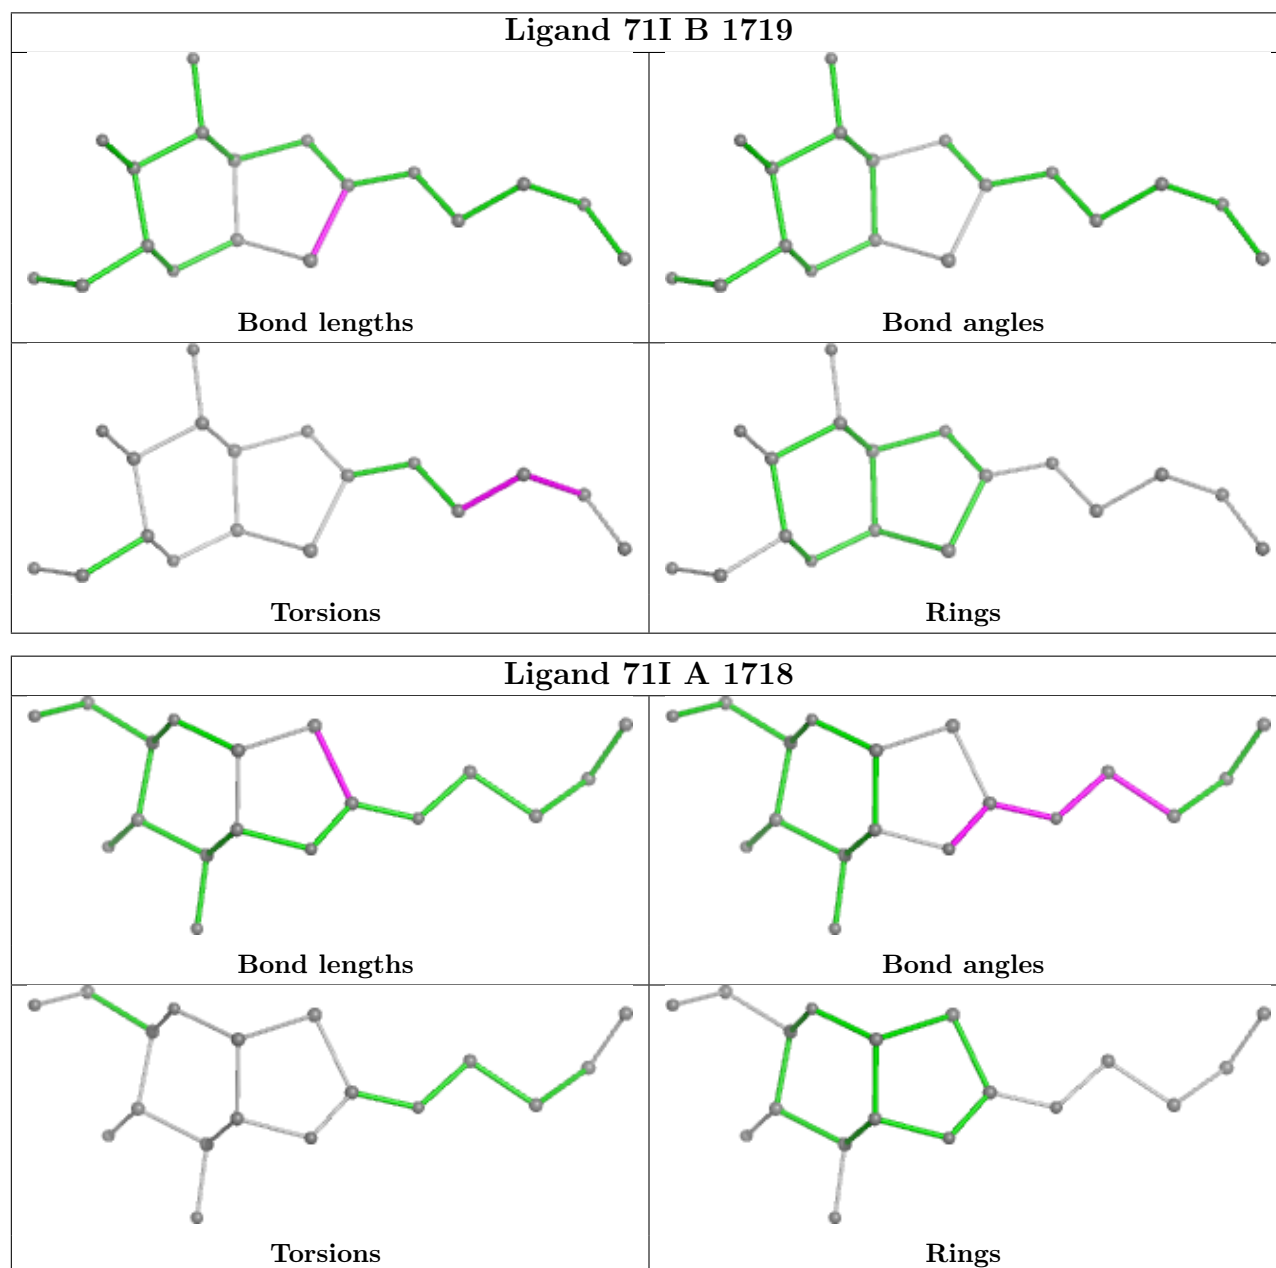 Ligand 71I B 1719
Bond lengths
Bond angles
Torsions
Rings
Ligand 71I A 1718
Bond lengths
Bond angles
Torsions
Rings